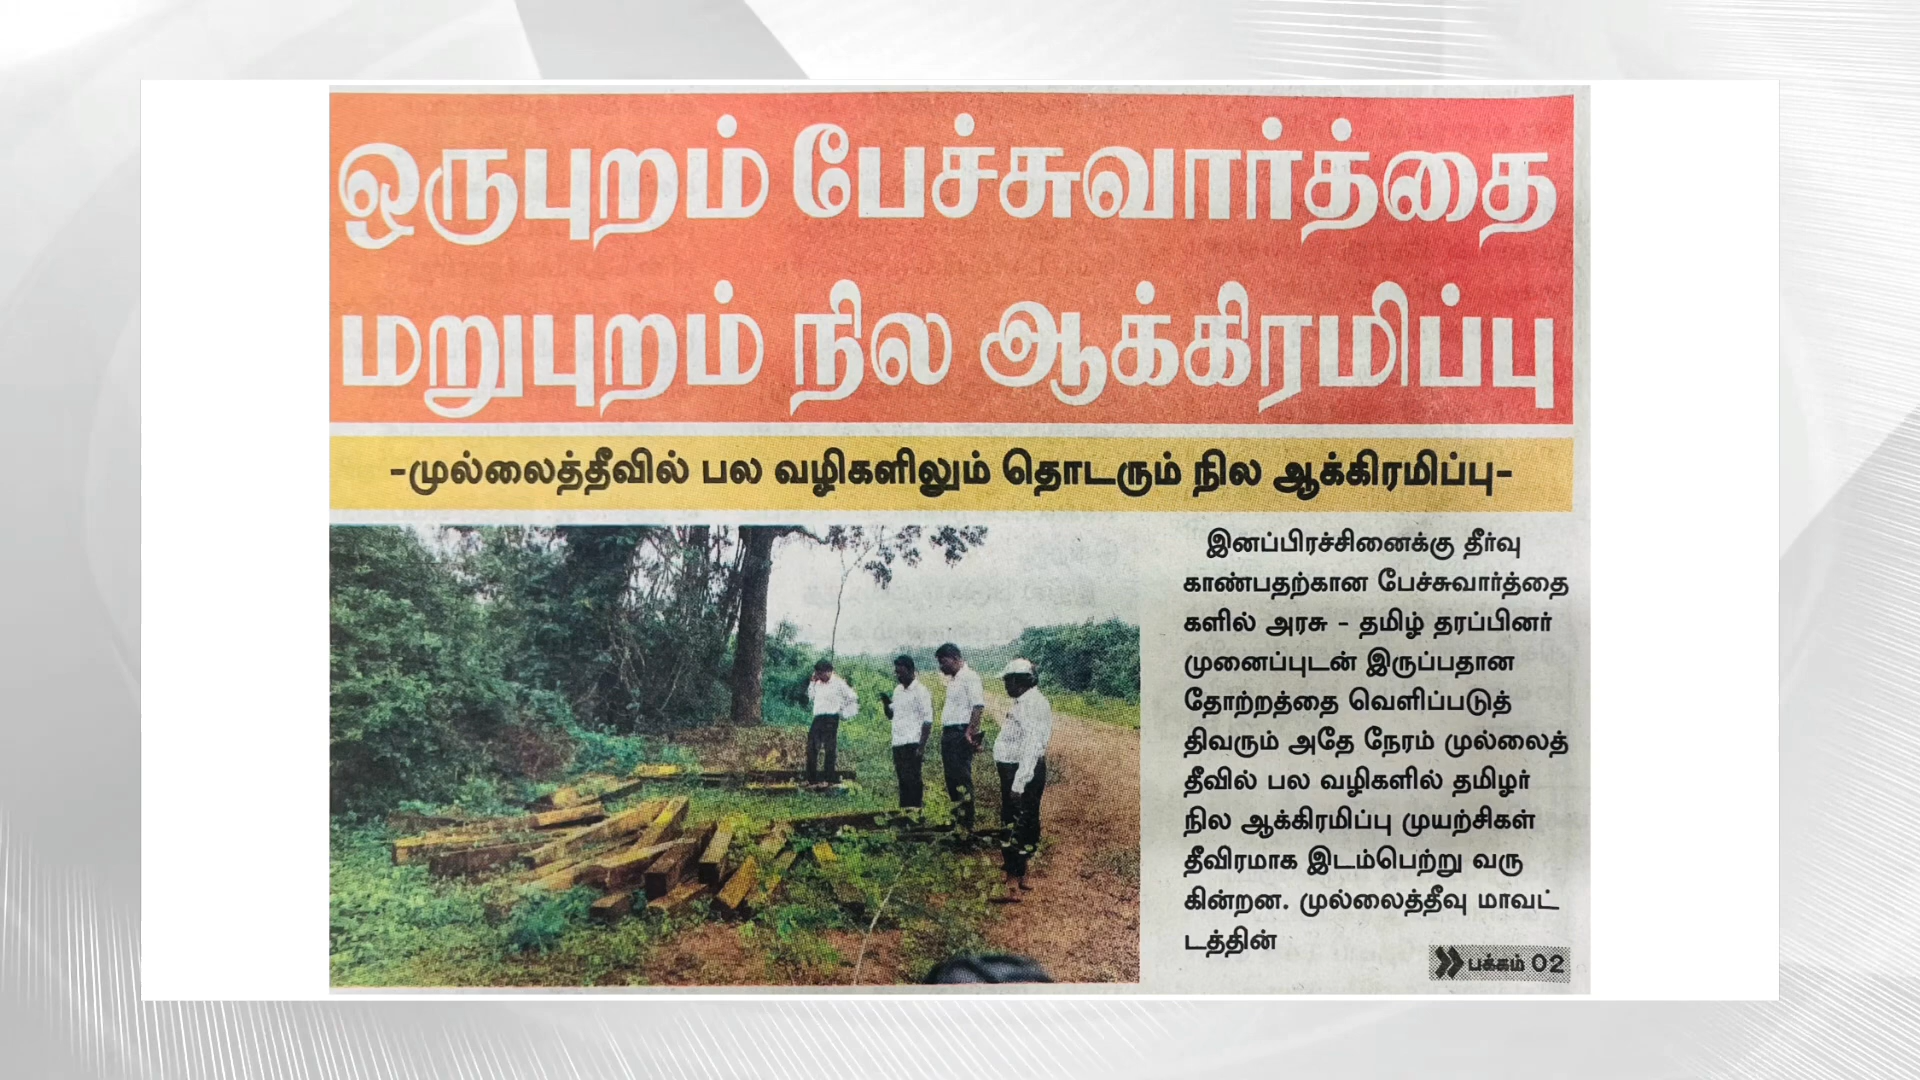 ஒருபுறம் பேச்சுவார்த்தை
மறுபுறம் நில ஆக்கிரமிப்பு
-முல்லைத்தீவில் பல வழிகளிலும் தொடரும் நில ஆக்கிரமிப்பு-
இனப்பிரச்சினைக்கு தீர்வு
காண்பதற்கான பேச்சுவார்த்தை
களில் அரசு - தமிழ் தரப்பினர்
முனைப்புடன் இருப்பதான
தோற்றத்தை வெளிப்படுத்
திவரும் அதே நேரம் முல்லைத்
தீவில் பல வழிகளில் தமிழர்
நில ஆக்கிரமிப்பு முயற்சிகள்
தீவிரமாக இடம்பெற்று வரு
கின்றன. முல்லைத்தீவு மாவட்
டத்தின்
பக்கம் 02